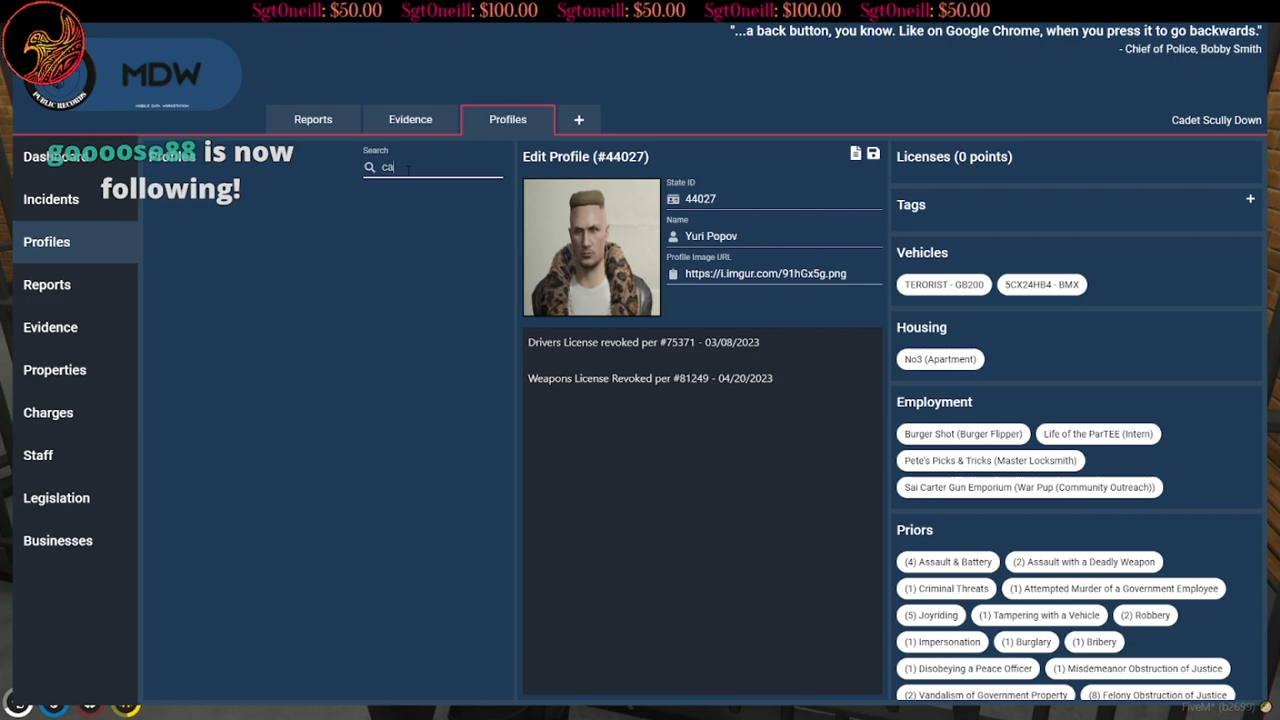 SgtOneill: $50.00 SgtOneill: $100.00 Sgtoneill: $50.00 SgtOneill: $100.00 SgtOneill: $50.00
"...a back button, you know. Like on Google Chrome, when you press it to go backwards."
- Chief of Police, Bobby Smith
PUBLIC RECORDS
MDW
MOBILE DATA WORKSTATION
Reports
Evidence
Profiles
+
Cadet Scully Down
goooose88 is now
following!
Incidents
Profiles
Reports
Evidence
Properties
Charges
Staff
Legislation
Businesses
Search
ca
Edit Profile (#44027)
State ID
44027
Name
Yuri Popov
Profile Image URL
https://i.imgur.com/91hGx5g.png
Drivers License revoked per #75371 - 03/08/2023
Weapons License Revoked per #81249 - 04/20/2023
Licenses (0 points)
Tags
+
Vehicles
TERORIST - GB200
5CX24HB4 - BMX
Housing
No3 (Apartment)
Employment
Burger Shot (Burger Flipper)
Life of the ParTEE (Intern)
Pete's Picks & Tricks (Master Locksmith)
Sai Carter Gun Emporium (War Pup (Community Outreach))
Priors
(4) Assault & Battery
(2) Assault with a Deadly Weapon
(1) Criminal Threats
(1) Attempted Murder of a Government Employee
(5) Joyriding
(1) Tampering with a Vehicle
(2) Robbery
(1) Impersonation
(1) Burglary
(1) Bribery
(1) Disobeying a Peace Officer
(1) Misdemeanor Obstruction of Justice
(2) Vandalism of Government Property
(8) Felony Obstruction of Justice
FiveM* (b2699)